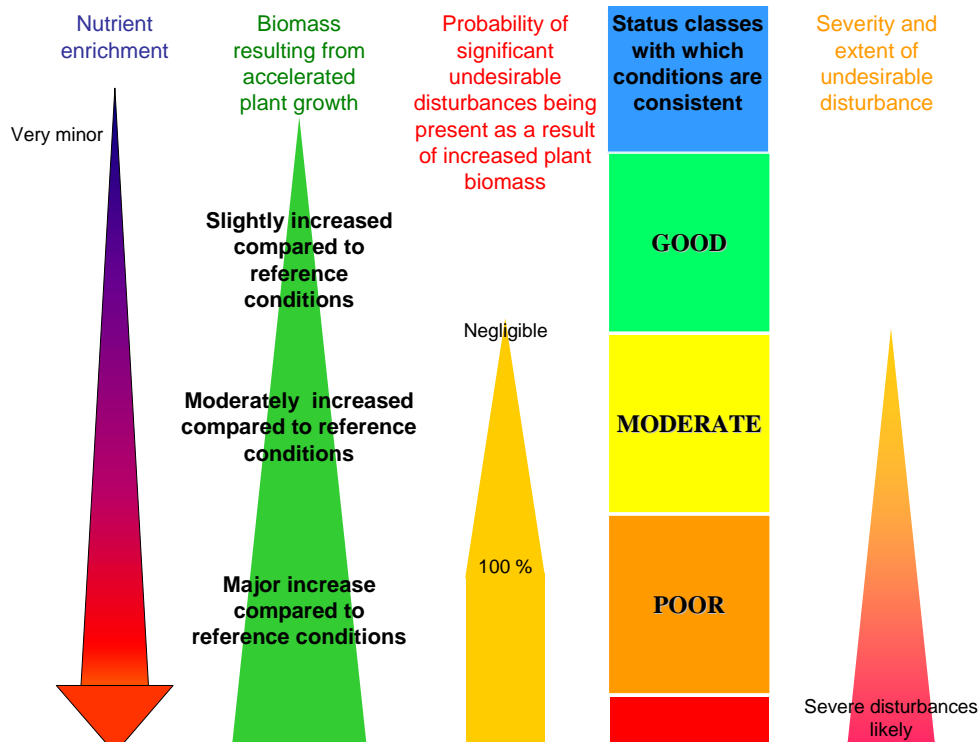 Nutrient
enrichment
Biomass
resulting from
accelerated
plant growth
Probability of
significant
undesirable
disturbances being
present as a result
of increased plant
biomass
Status classes
with which
conditions are
consistent
Severity and
extent of
undesirable
disturbance
Very minor
Slightly increased
compared to
reference
conditions
GOOD
Negligible
Moderately increased
compared to reference
conditions
MODERATE
100 %
Major increase
compared to
reference conditions
POOR
Severe disturbances
likely